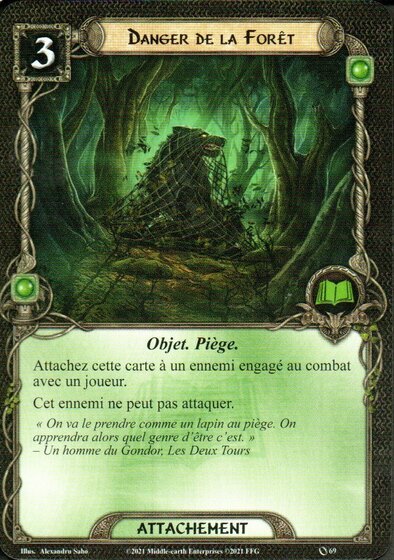 3
Danger de la Forêt
Objet. Piège.
Attachez cette carte à un ennemi engagé au combat
avec un joueur.
Cet ennemi ne peut pas attaquer.
« On va le prendre comme un lapin au piège. On
apprendra alors quel genre d'être c'est. »
– Un homme du Gondor, Les Deux Tours
ATTACHEMENT
Illus. Alexandru Sabo ©2021 Middle-earth Enterprises ©2021 FFG 69